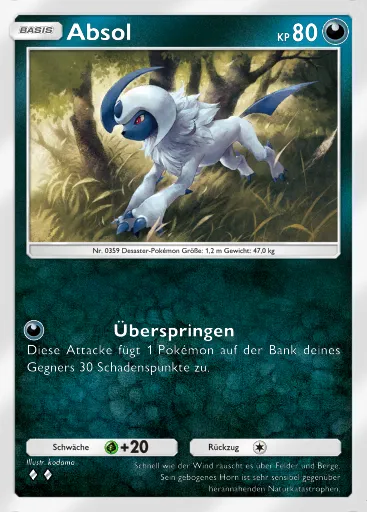 BASIS
Absol
KP 80
Nr. 0359 Desaster-Pokémon Größe: 1,2 m Gewicht: 47,0 kg
Überspringen
Diese Attacke fügt 1 Pokémon auf der Bank deines
Gegners 30 Schadenspunkte zu.
Schwäche +20 Rückzug
Illustr. kodama
Schnell wie der Wind rauscht es über Felder und Berge.
Sein gebogenes Horn ist sehr sensibel gegenüber
herannahenden Naturkatastrophen.